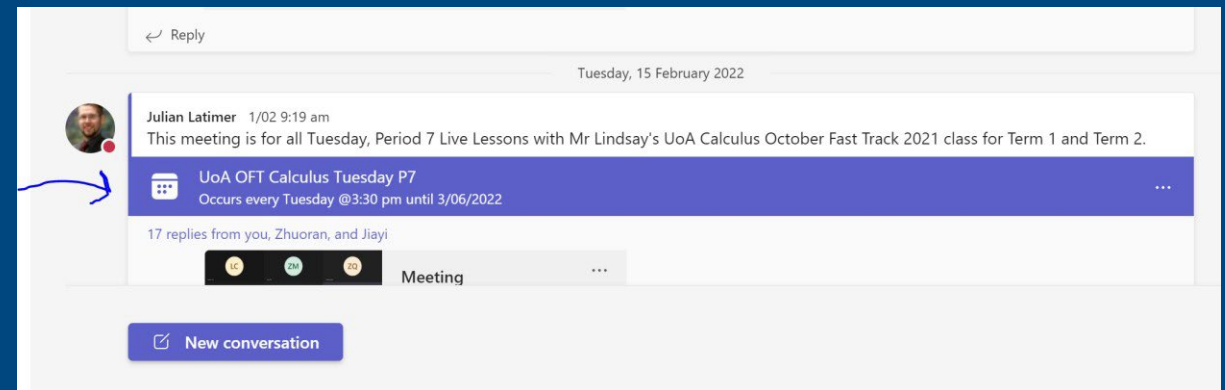 Reply
Tuesday, 15 February 2022
Julian Latimer 1/02 9:19 am
This meeting is for all Tuesday, Period 7 Live Lessons with Mr Lindsay's UoA Calculus October Fast Track 2021 class for Term 1 and Term 2.
UoA OFT Calculus Tuesday P7
Occurs every Tuesday @3:30 pm until 3/06/2022
17 replies from you, Zhuoran, and Jiayi
LC ZM ZQ
Meeting
New conversation